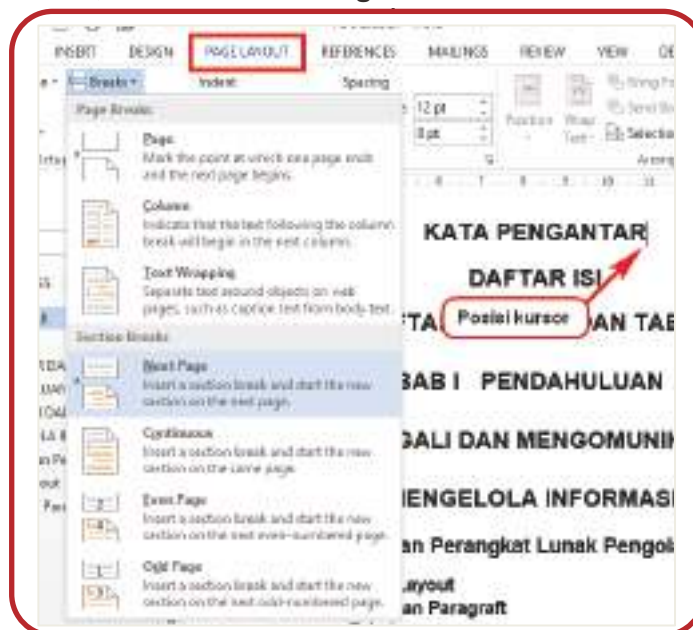 INSERT DESIGN PAGE LAYOUT REFERENCES MAILINGS REVIEW VIEW
Breaks Indent Spacing
Page Breaks
Page
Mark the point at which one page ends
and the next page begins.
Column
Indicate that the text following the column
break will begin in the next column.
Text Wrapping
Separate text around objects on web
pages, such as caption text from body text.
Section Breaks
Next Page
Insert a section break and start the new
section on the next page.
Continuous
Insert a section break and start the new
section on the same page.
Even Page
Insert a section break and start the new
section on the next even-numbered page.
Odd Page
Insert a section break and start the new
section on the next odd-numbered page.
12 pt
8 pt
Position Wrap
Text
Selection
KATA PENGANTAR
DAFTAR ISI
Posisi kursor
BAB I PENDAHULUAN
GALI DAN MENGOMUNIK
MENGELOLA INFORMASI
an Perangkat Lunak Pengola
Layout
an Paragraft